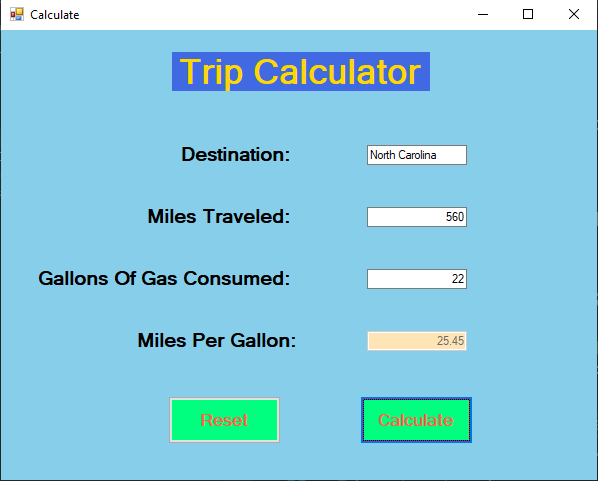 Calculate
Trip Calculator
Destination: North Carolina
Miles Traveled: 560
Gallons Of Gas Consumed: 22
Miles Per Gallon: 25.45
Reset Calculate